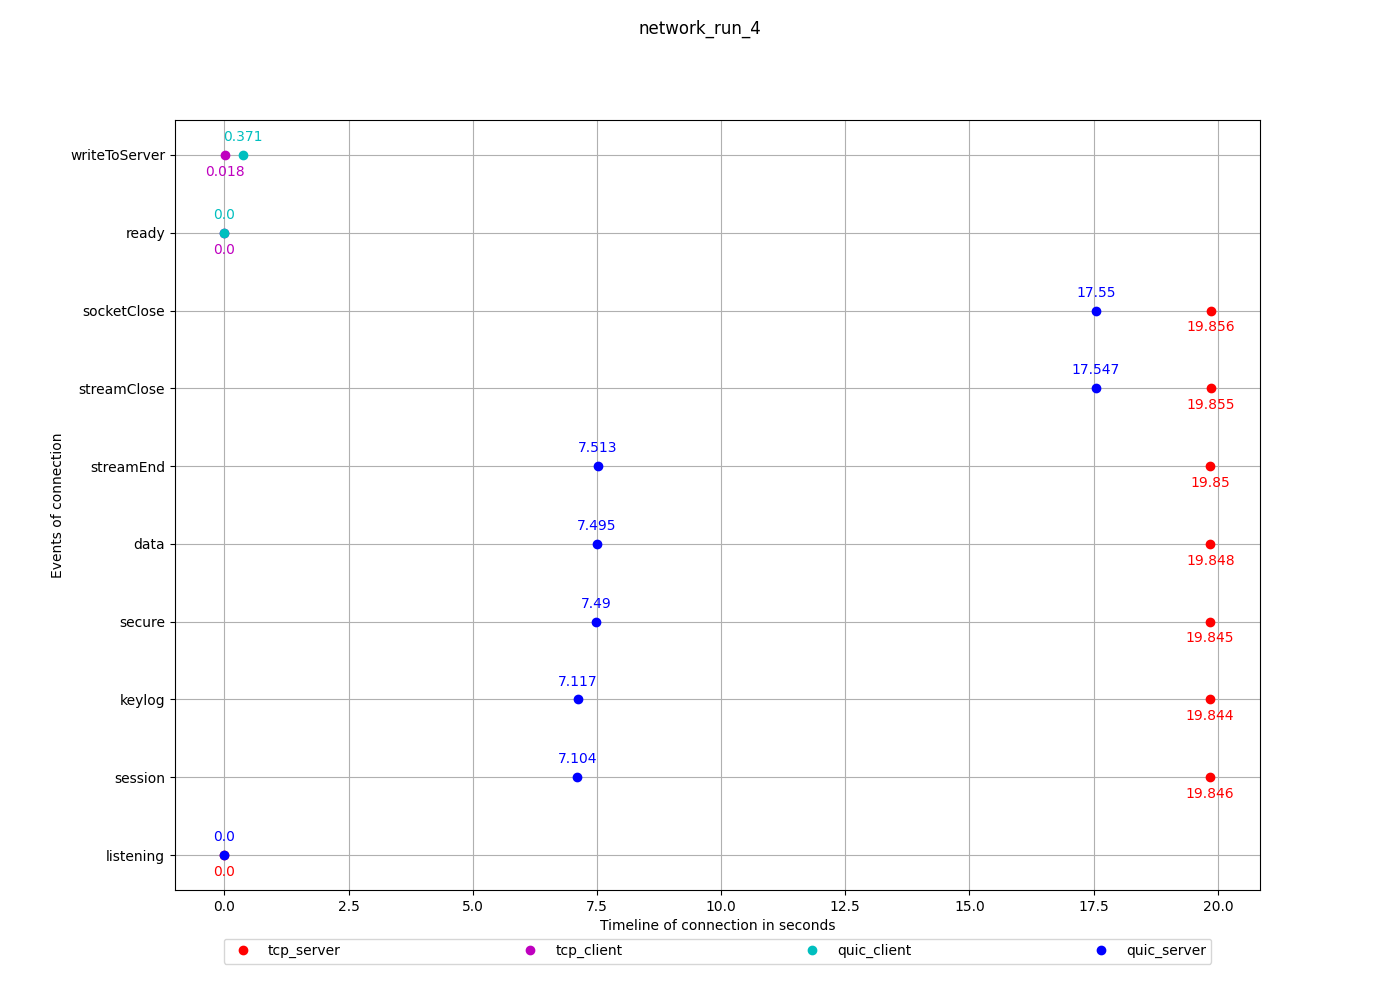 network_run_4
0.371
writeToServer
0.018
0.0
ready
0.0
17.55
socketClose
19.856
17.547
streamClose
19.855
7.513
streamEnd
19.85
7.495
data
19.848
7.49
secure
19.845
7.117
keylog
19.844
7.104
session
19.846
0.0
listening
0.0
Events of connection
0.0 2.5 5.0 7.5 10.0 12.5 15.0 17.5 20.0
Timeline of connection in seconds
tcp_server tcp_client quic_client quic_server